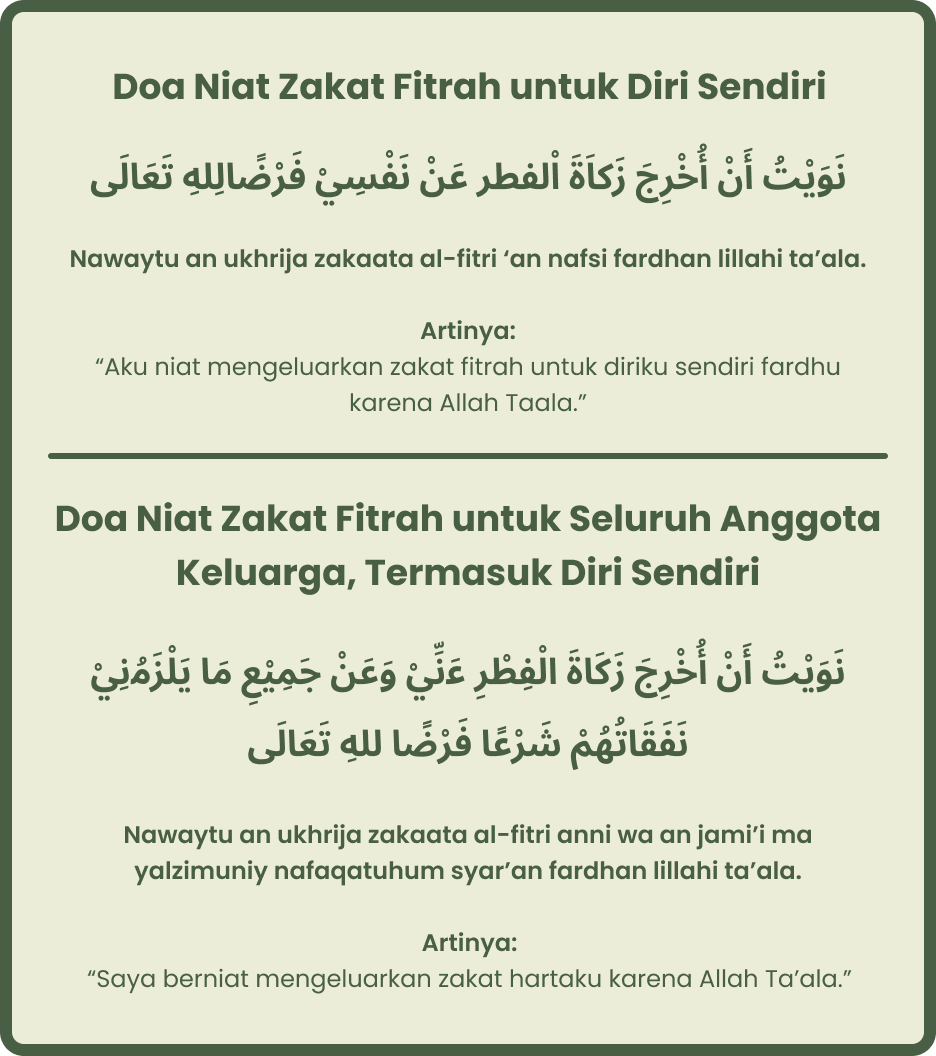 Doa Niat Zakat Fitrah untuk Diri Sendiri
نَوَيْتُ أَنْ أُخْرِجَ زَكاَةَ اْلفطر عَنْ نَفْسِيْ فَرْضًالِلهِ تَعَالَى
Nawaytu an ukhrija zakaata al-fitri ‘an nafsi fardhan lillahi ta’ala.
Artinya:
“Aku niat mengeluarkan zakat fitrah untuk diriku sendiri fardhu
karena Allah Taala.”
Doa Niat Zakat Fitrah untuk Seluruh Anggota
Keluarga, Termasuk Diri Sendiri
نَوَيْتُ أَنْ أُخْرِجَ زَكَاةَ الْفِطْرِ عَنِّيْ وَعَنْ جَمِيْعِ مَا يَلْزَمُنِيْ
نَفَقَاتُهُمْ شَرْعًا فَرْضًا للهِ تَعَالَى
Nawaytu an ukhrija zakaata al-fitri anni wa an jami’i ma
yalzimuniy nafaqatuhum syar’an fardhan lillahi ta’ala.
Artinya:
“Saya berniat mengeluarkan zakat hartaku karena Allah Ta’ala.”